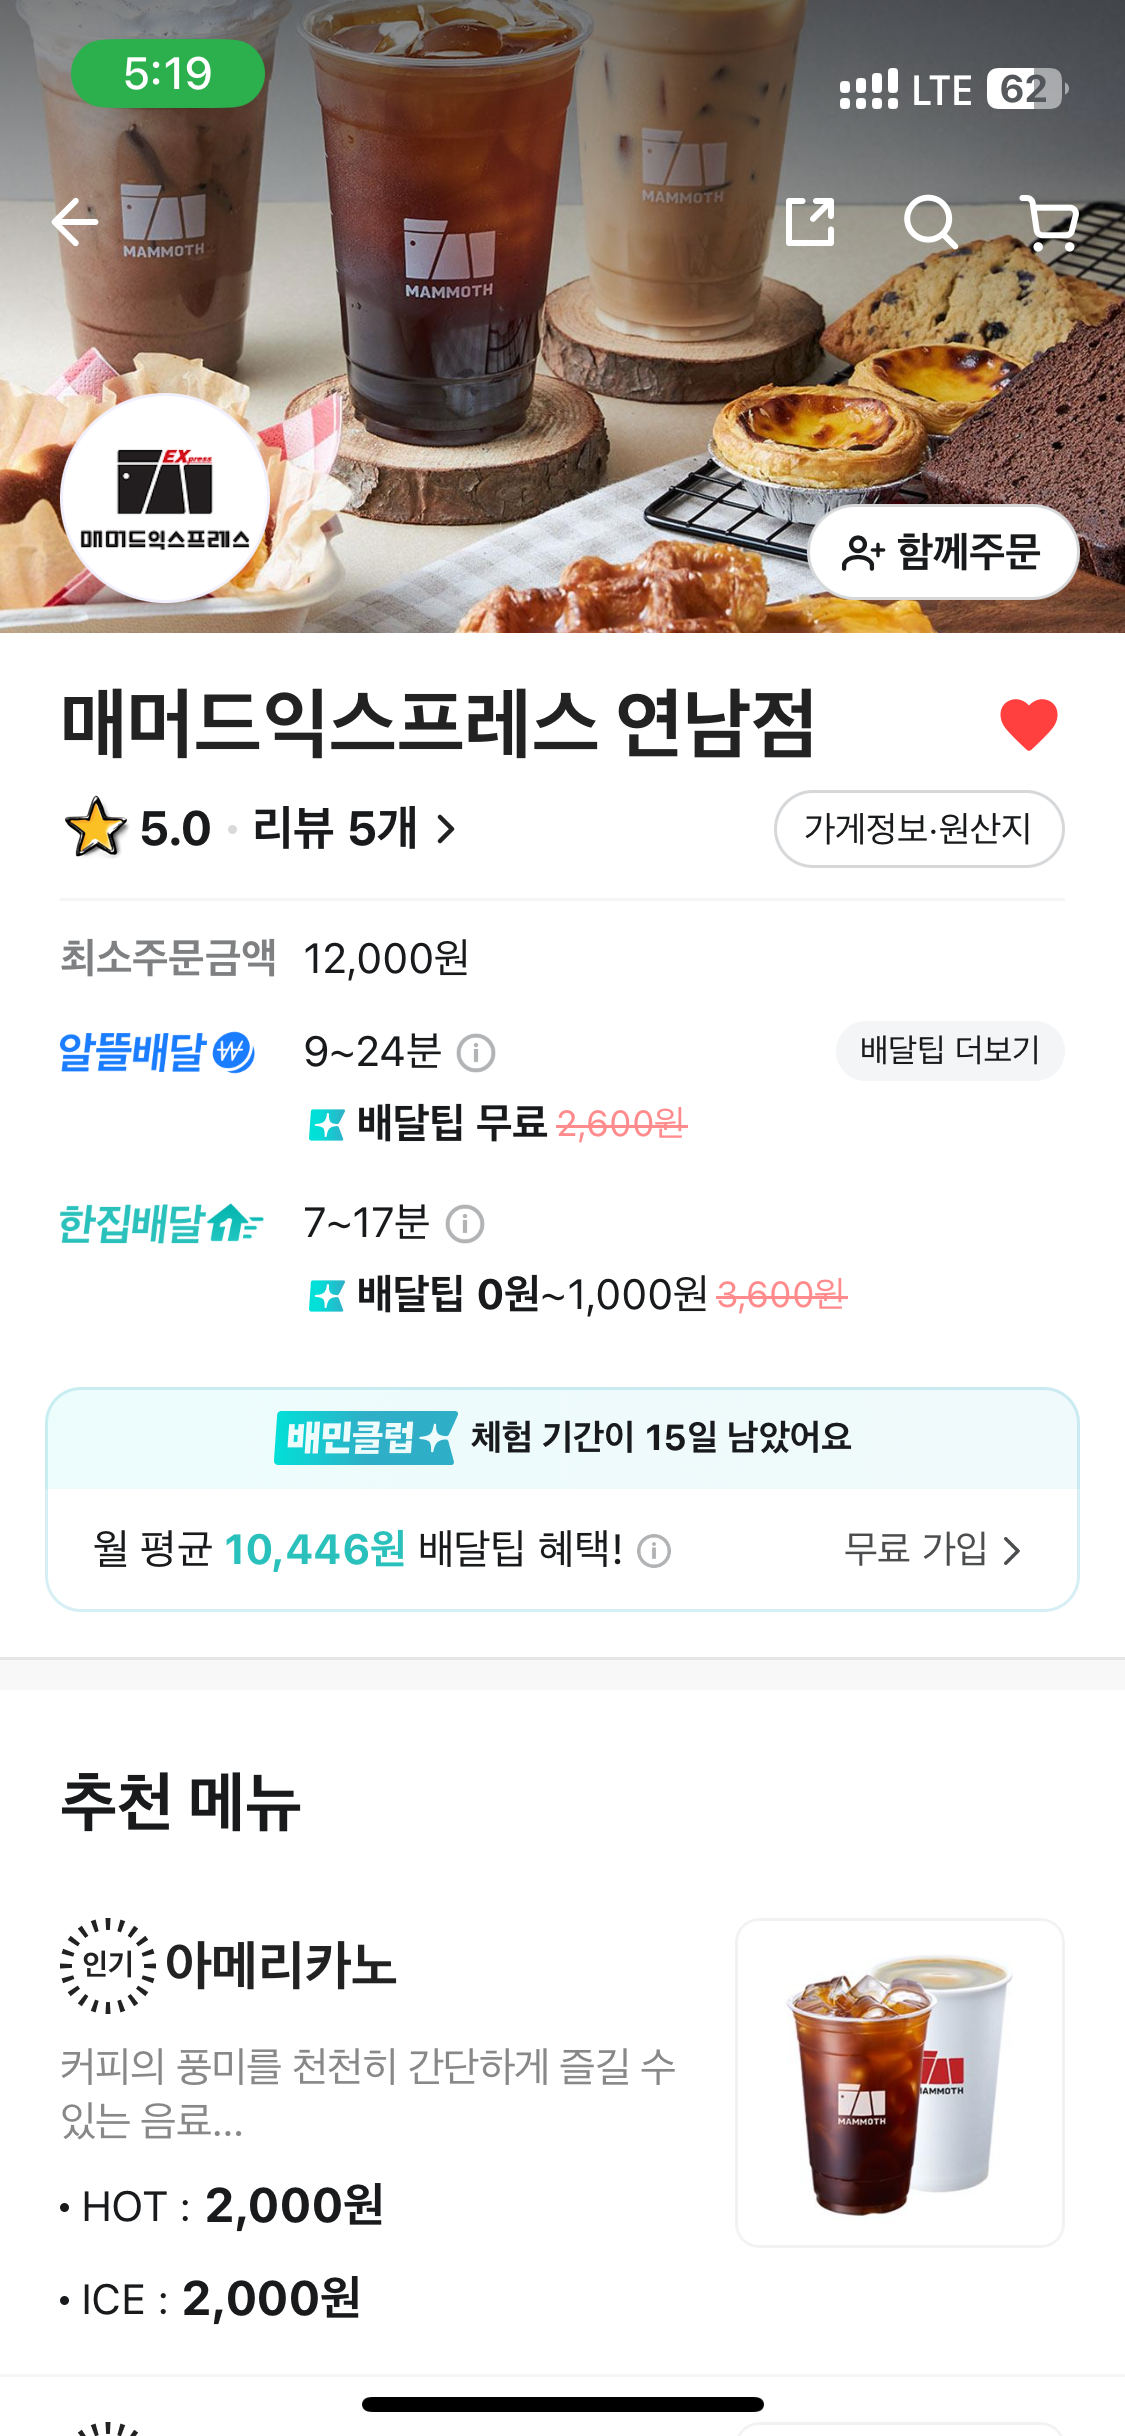 5:19
LTE 62
MAMMOTH
MAMMOTH
MAMMOTH
EXpress
매머드익스프레스
함께주문
매머드익스프레스 연남점
5.0 · 리뷰 5개 >
가게정보·원산지
최소주문금액 12,000원
알뜰배달 ₩ 9~24분 i
배달팁 더보기
배달팁 무료 2,600원
한집배달 1 7~17분 i
배달팁 0원~1,000원 3,600원
배민클럽 체험 기간이 15일 남았어요
월 평균 10,446원 배달팁 혜택! i 무료 가입 >
추천 메뉴
인기 아메리카노
커피의 풍미를 천천히 간단하게 즐길 수
있는 음료...
• HOT : 2,000원
• ICE : 2,000원
MAMMOTH
MAMMOTH